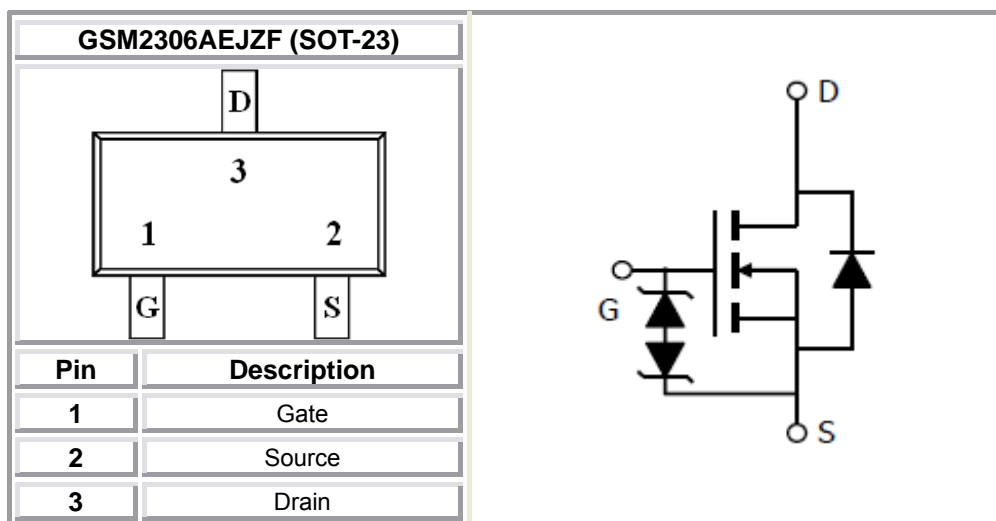 GSM2306AEJZF (SOT-23)
D
3
1 2
G S
Pin Description
1 Gate
2 Source
3 Drain
D
G
S